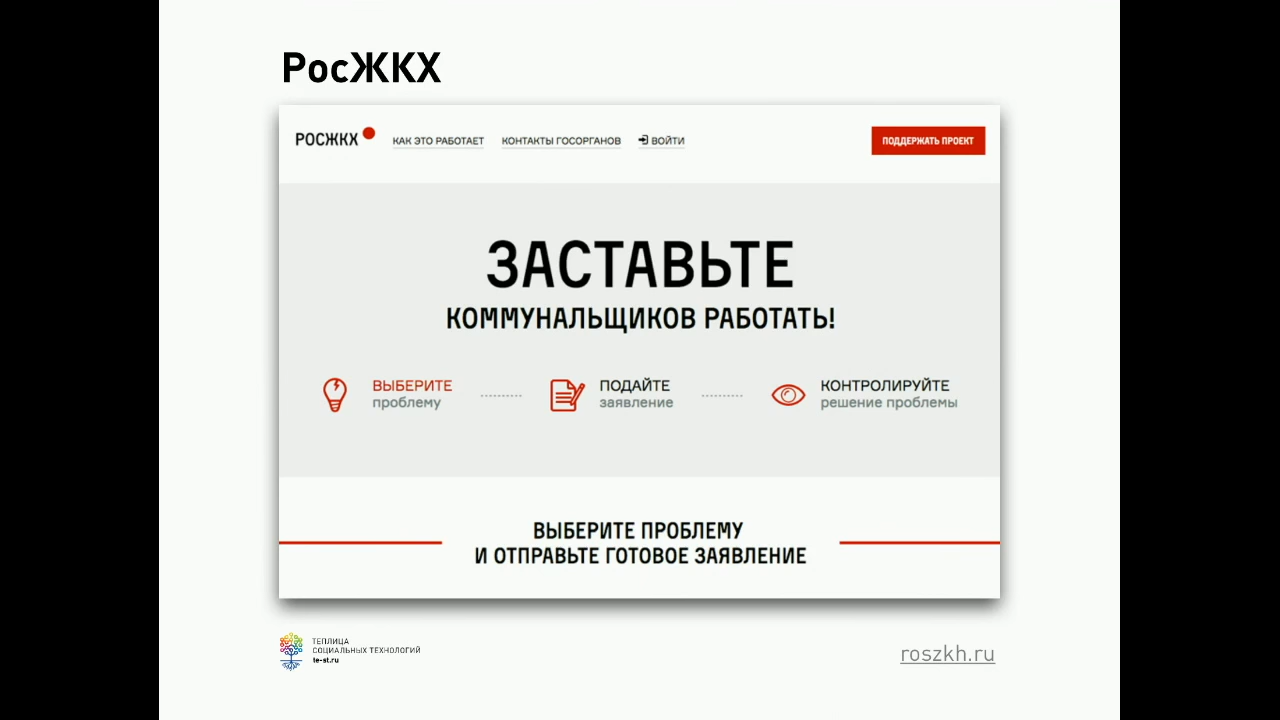 РосЖКХ
РОСЖКХ КАК ЭТО РАБОТАЕТ КОНТАКТЫ ГОСОРГАНОВ ВОЙТИ ПОДДЕРЖАТЬ ПРОЕКТ
ЗАСТАВЬТЕ
КОММУНАЛЬЩИКОВ РАБОТАТЬ!
ВЫБЕРИТЕ
проблему
ПОДАЙТЕ
заявление
КОНТРОЛИРУЙТЕ
решение проблемы
ВЫБЕРИТЕ ПРОБЛЕМУ
И ОТПРАВЬТЕ ГОТОВОЕ ЗАЯВЛЕНИЕ
ТЕПЛИЦА
СОЦИАЛЬНЫХ ТЕХНОЛОГИЙ
te-st.ru
roszkh.ru